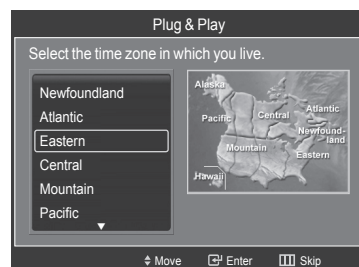 Plug & Play
Select the time zone in which you live.
Newfoundland
Atlantic
Eastern
Central
Mountain
Pacific
Alaska
Pacific
Central
Atlantic
Newfound-
land
Mountain
Eastern
Hawaii
Move Enter Skip